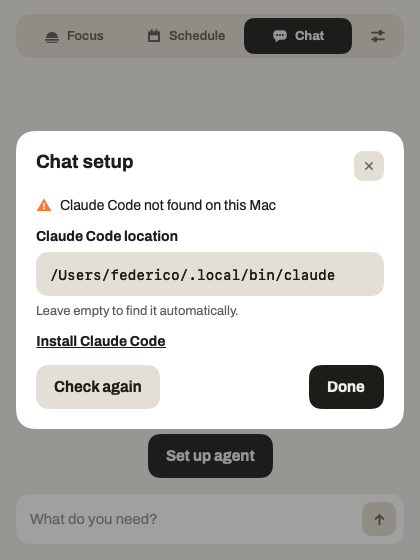 Focus
Schedule
Chat
Chat setup
Claude Code not found on this Mac
Claude Code location
/Users/federico/.local/bin/claude
Leave empty to find it automatically.
Install Claude Code
Check again
Done
Set up agent
What do you need?